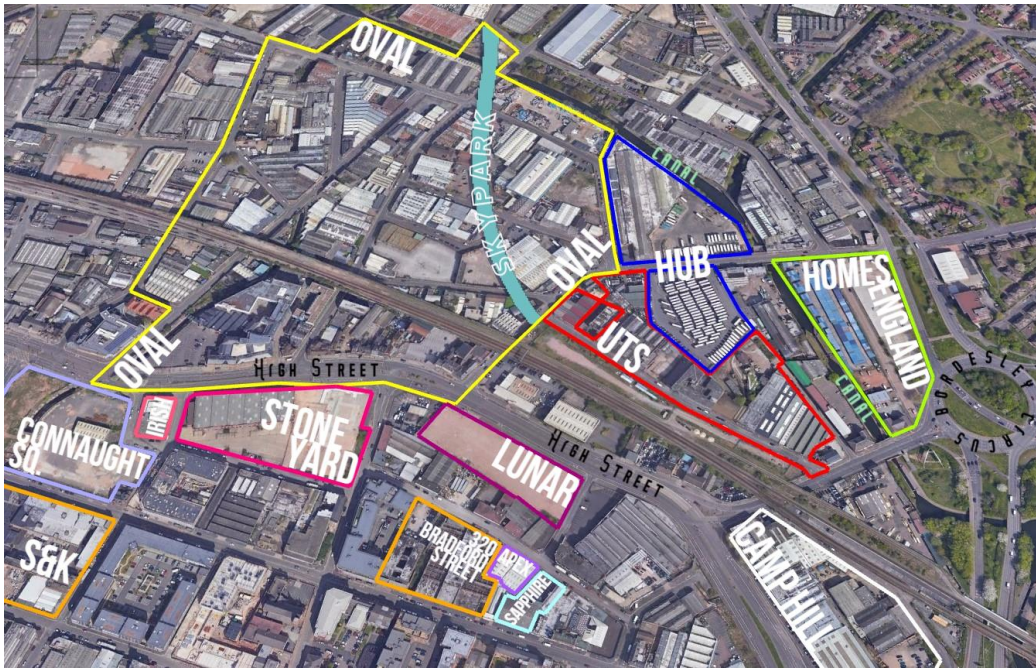 OVAL
SKYPARK
CANAL
OVAL
HUB
HOMES
ENGLAND
UTS
OVAL
HIGH STREET
CANAL
BORDESLEY
CIRCUS
IRISH
STONE
YARD
CONNAUGHT
SQ.
LUNAR
HIGH STREET
S&K
320
BRADFORD
STREET
APEX
SAPPHIRE
CAMP HILL